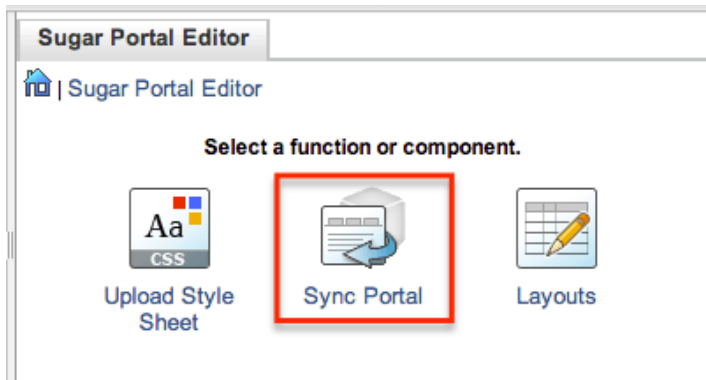 Sugar Portal Editor
| Sugar Portal Editor
Select a function or component.
Aa
CSS
Upload Style
Sheet
Sync Portal
Layouts